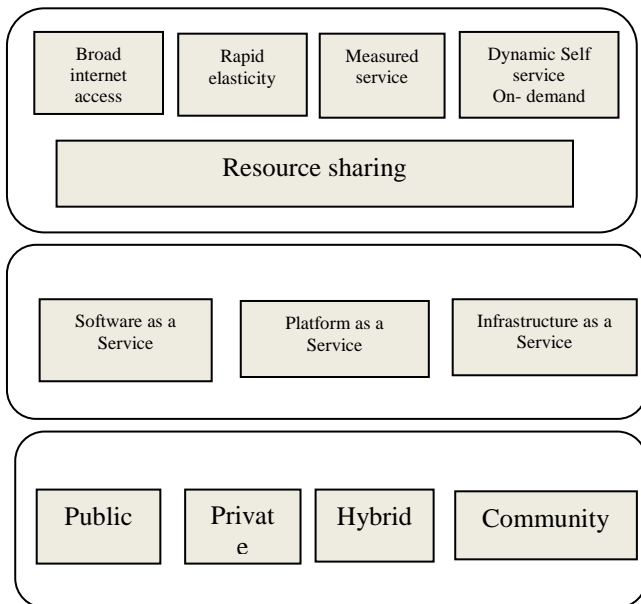 Broad
internet
access
Rapid
elasticity
Measured
service
Dynamic Self
service
On- demand
Resource sharing
Software as a
Service
Platform as a
Service
Infrastructure as a
Service
Public
Privat
e
Hybrid
Community